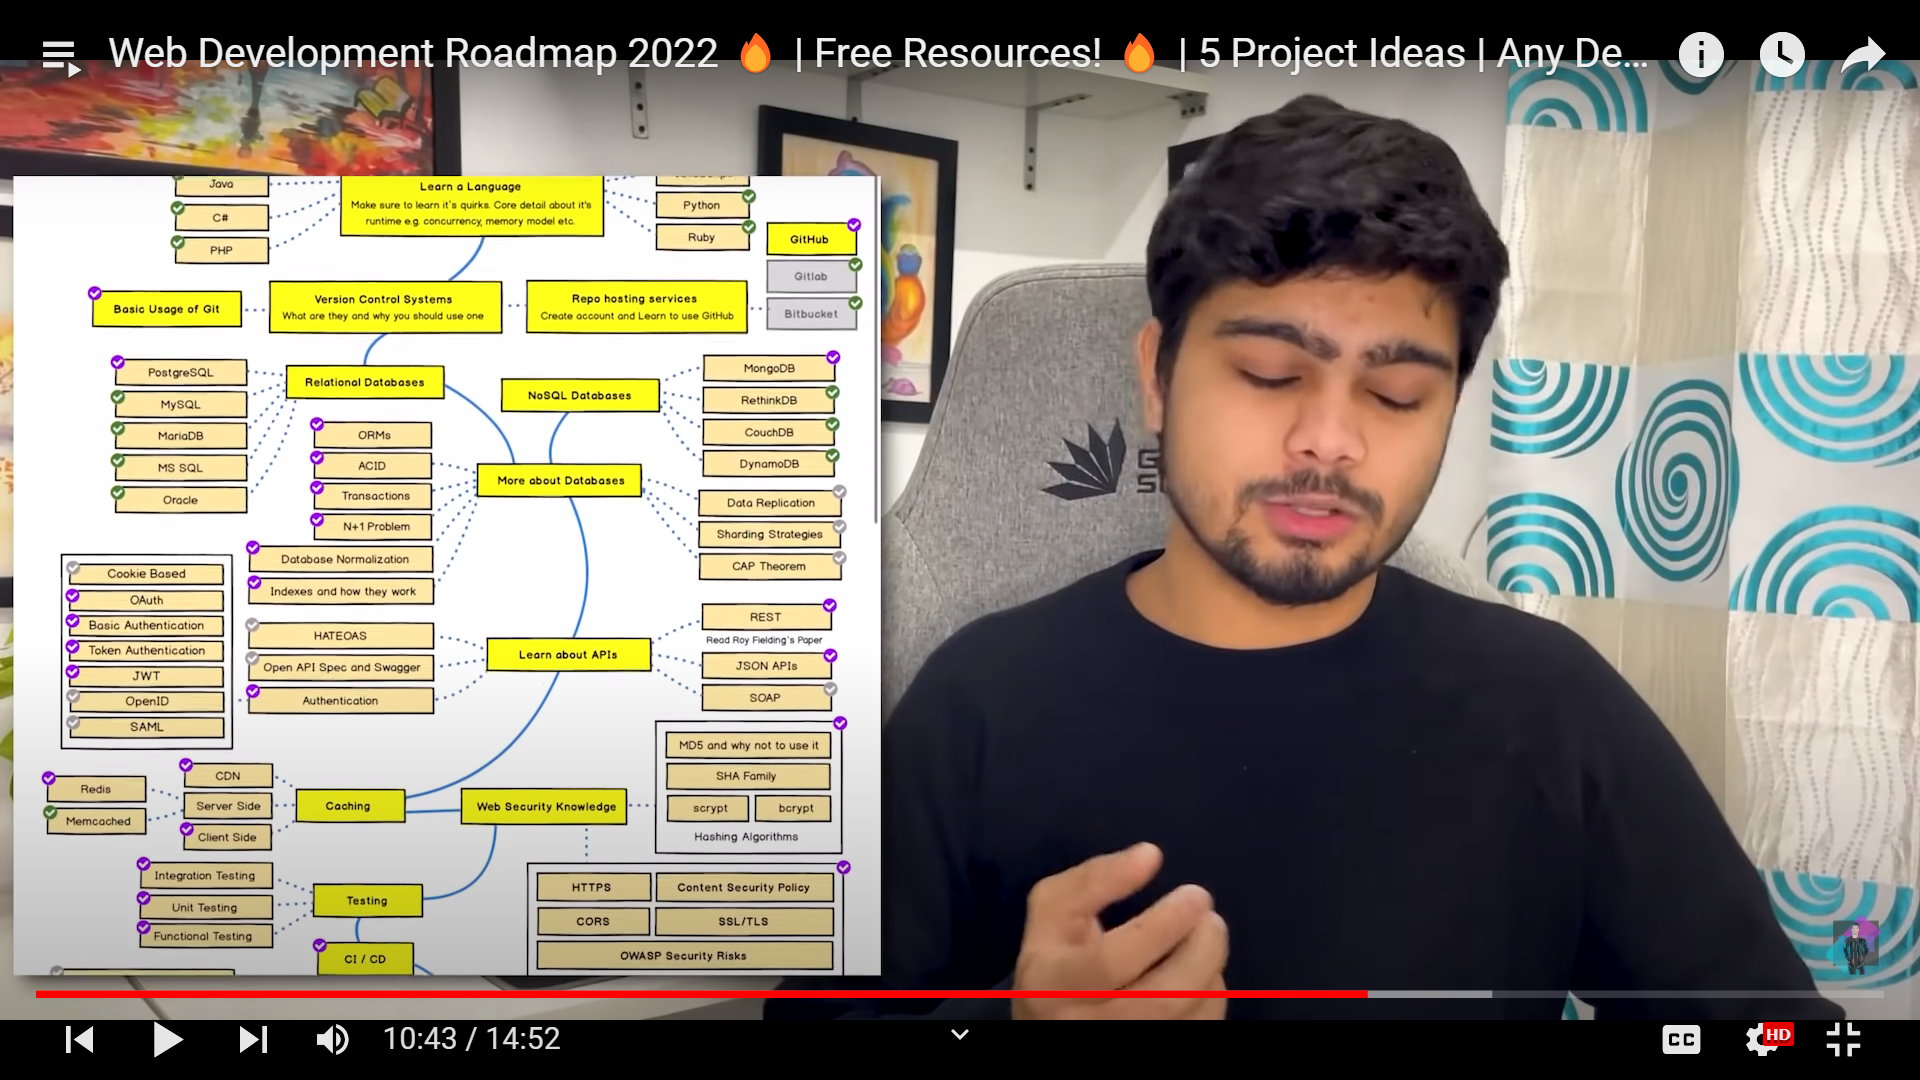 Web Development Roadmap 2022 🔥 | Free Resources! 🔥 | 5 Project Ideas | Any De...
Java
C#
PHP
Learn a Language
Make sure to learn it's quirks. Core detail about it's
runtime e.g. concurrency, memory model etc.
Python
Ruby
GitHub
Gitlab
Bitbucket
Basic Usage of Git
Version Control Systems
What are they and why you should use one
Repo hosting services
Create account and Learn to use GitHub
PostgreSQL
MySQL
MariaDB
MS SQL
Oracle
Relational Databases
NoSQL Databases
MongoDB
RethinkDB
CouchDB
DynamoDB
ORMs
ACID
Transactions
N+1 Problem
Database Normalization
Indexes and how they work
More about Databases
Data Replication
Sharding Strategies
CAP Theorem
Cookie Based
OAuth
Basic Authentication
Token Authentication
JWT
OpenID
SAML
HATEOAS
Open API Spec and Swagger
Authentication
Learn about APIs
REST
Read Roy Fielding's Paper
JSON APIs
SOAP
MD5 and why not to use it
SHA Family
scrypt
bcrypt
Hashing Algorithms
Redis
Memcached
CDN
Server Side
Client Side
Caching
Web Security Knowledge
Integration Testing
Unit Testing
Functional Testing
Testing
CI / CD
HTTPS
Content Security Policy
CORS
SSL/TLS
OWASP Security Risks
10:43 / 14:52
CC
HD